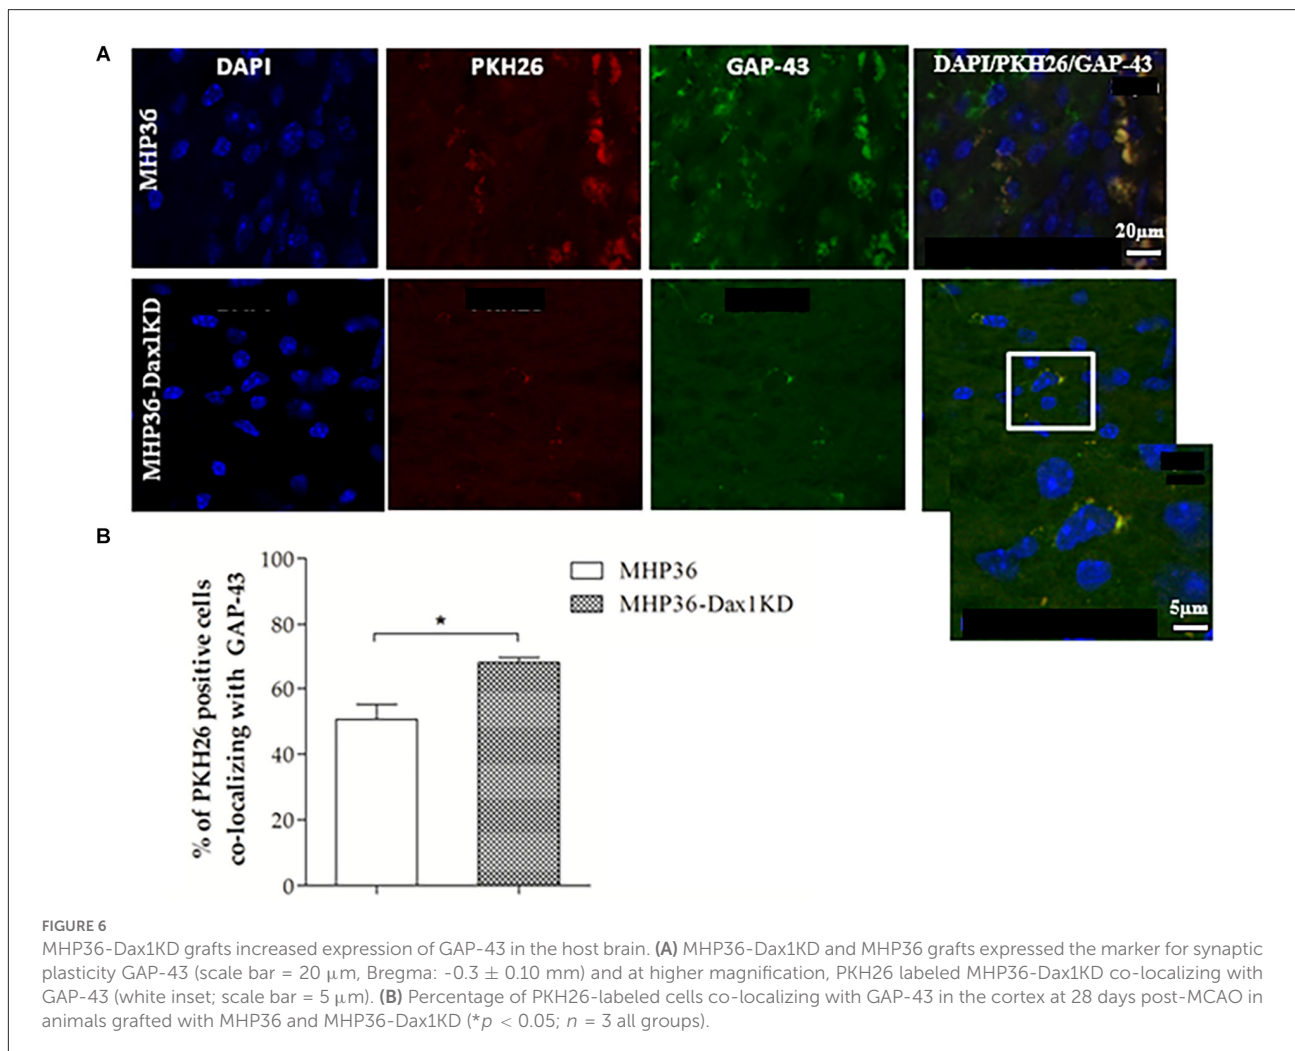 A
DAPI
PKH26
GAP-43
DAPI/PKH26/GAP-43
MHP36
20µm
MHP36-Dax1KD
5µm
B
% of PKH26 positive cells
co-localizing with GAP-43
100
80
60
40
20
0
*
MHP36
MHP36-Dax1KD
FIGURE 6
MHP36-Dax1KD grafts increased expression of GAP-43 in the host brain. (A) MHP36-Dax1KD and MHP36 grafts expressed the marker for synaptic
plasticity GAP-43 (scale bar = 20 μm, Bregma: -0.3 ± 0.10 mm) and at higher magnification, PKH26 labeled MHP36-Dax1KD co-localizing with
GAP-43 (white inset; scale bar = 5 μm). (B) Percentage of PKH26-labeled cells co-localizing with GAP-43 in the cortex at 28 days post-MCAO in
animals grafted with MHP36 and MHP36-Dax1KD (*p < 0.05; n = 3 all groups).